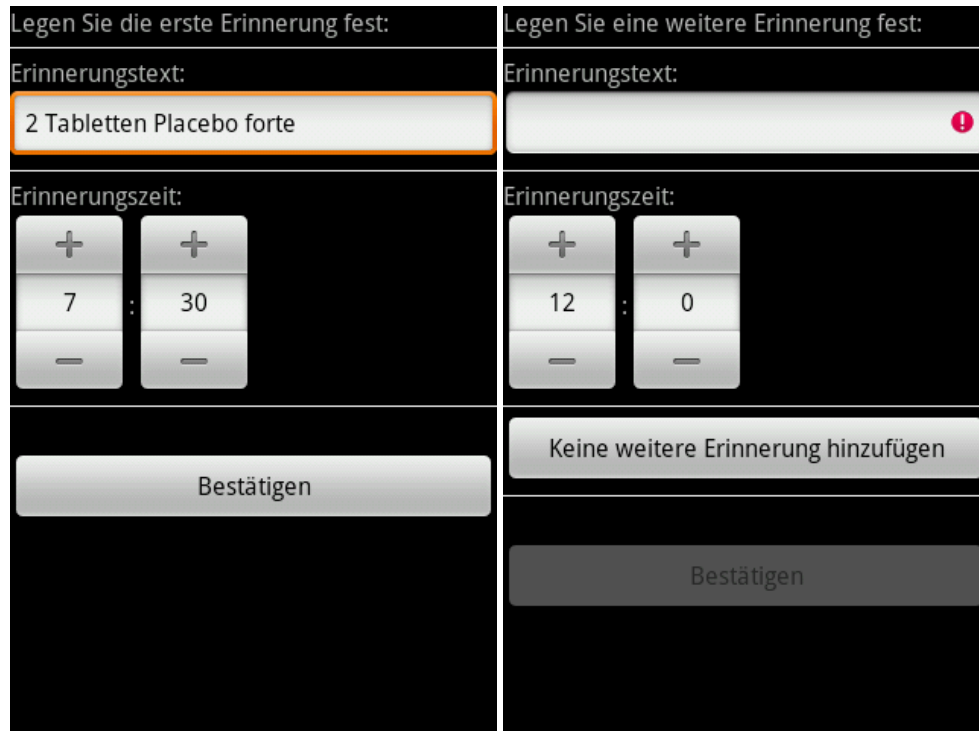 Legen Sie die erste Erinnerung fest:
Erinnerungstext:
2 Tabletten Placebo forte
Erinnerungszeit:
+ +
7 : 30
− −
Bestätigen
Legen Sie eine weitere Erinnerung fest:
Erinnerungstext:
Erinnerungszeit:
+ +
12 : 0
− −
Keine weitere Erinnerung hinzufügen
Bestätigen